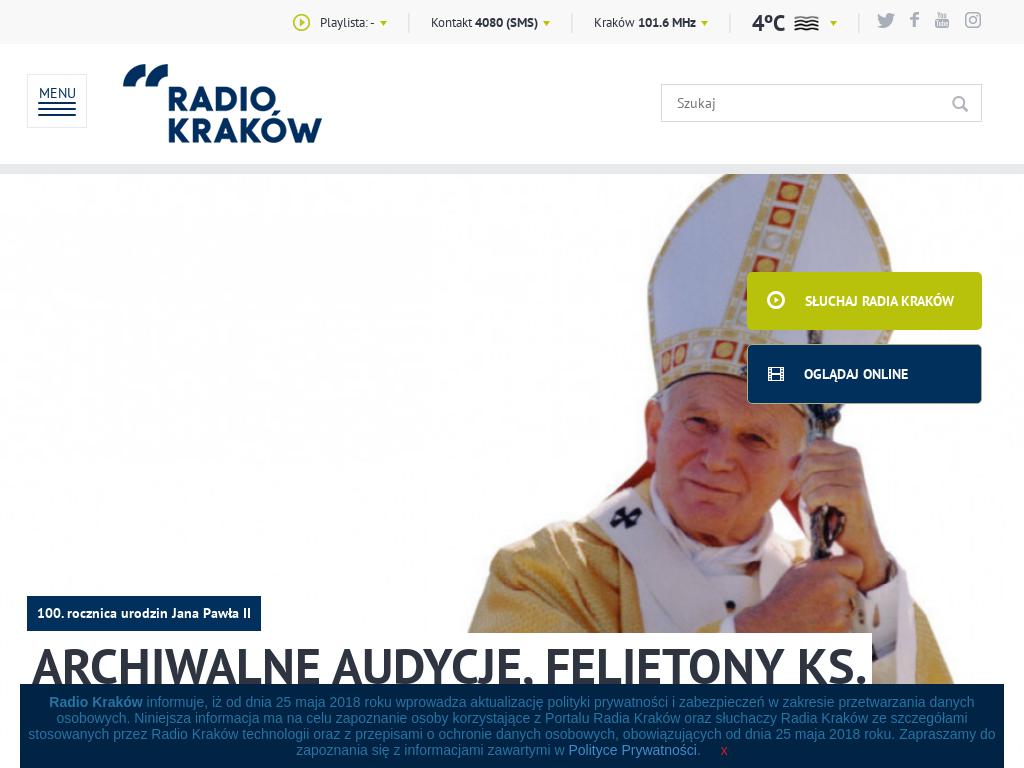 Playlista: -
Kontakt 4080 (SMS)
Kraków 101.6 MHz
4ºC
You
Tube
MENU
RADIO
KRAKÓW
Szukaj
SŁUCHAJ RADIA KRAKÓW
OGLĄDAJ ONLINE
100. rocznica urodzin Jana Pawła II
ARCHIWALNE AUDYCJE, FELIETONY KS.
Radio Kraków informuje, iż od dnia 25 maja 2018 roku wprowadza aktualizację polityki prywatności i zabezpieczeń w zakresie przetwarzania danych
osobowych. Niniejsza informacja ma na celu zapoznanie osoby korzystające z Portalu Radia Kraków oraz słuchaczy Radia Kraków ze szczegółami
stosowanych przez Radio Kraków technologii oraz z przepisami o ochronie danych osobowych, obowiązujących od dnia 25 maja 2018 roku. Zapraszamy do
zapoznania się z informacjami zawartymi w Polityce Prywatności. x